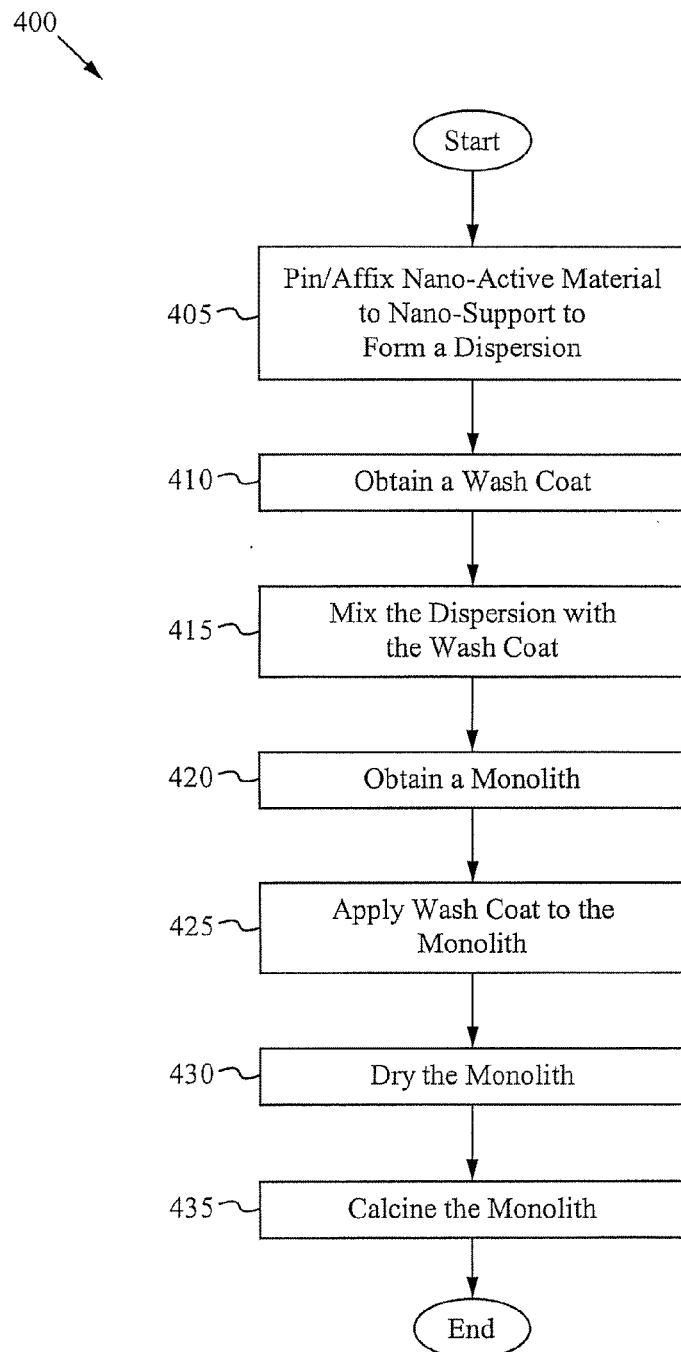 400
Start
405
Pin/Affix Nano-Active Material
to Nano-Support to
Form a Dispersion
410
Obtain a Wash Coat
415
Mix the Dispersion with
the Wash Coat
420
Obtain a Monolith
425
Apply Wash Coat to the
Monolith
430
Dry the Monolith
435
Calcine the Monolith
End